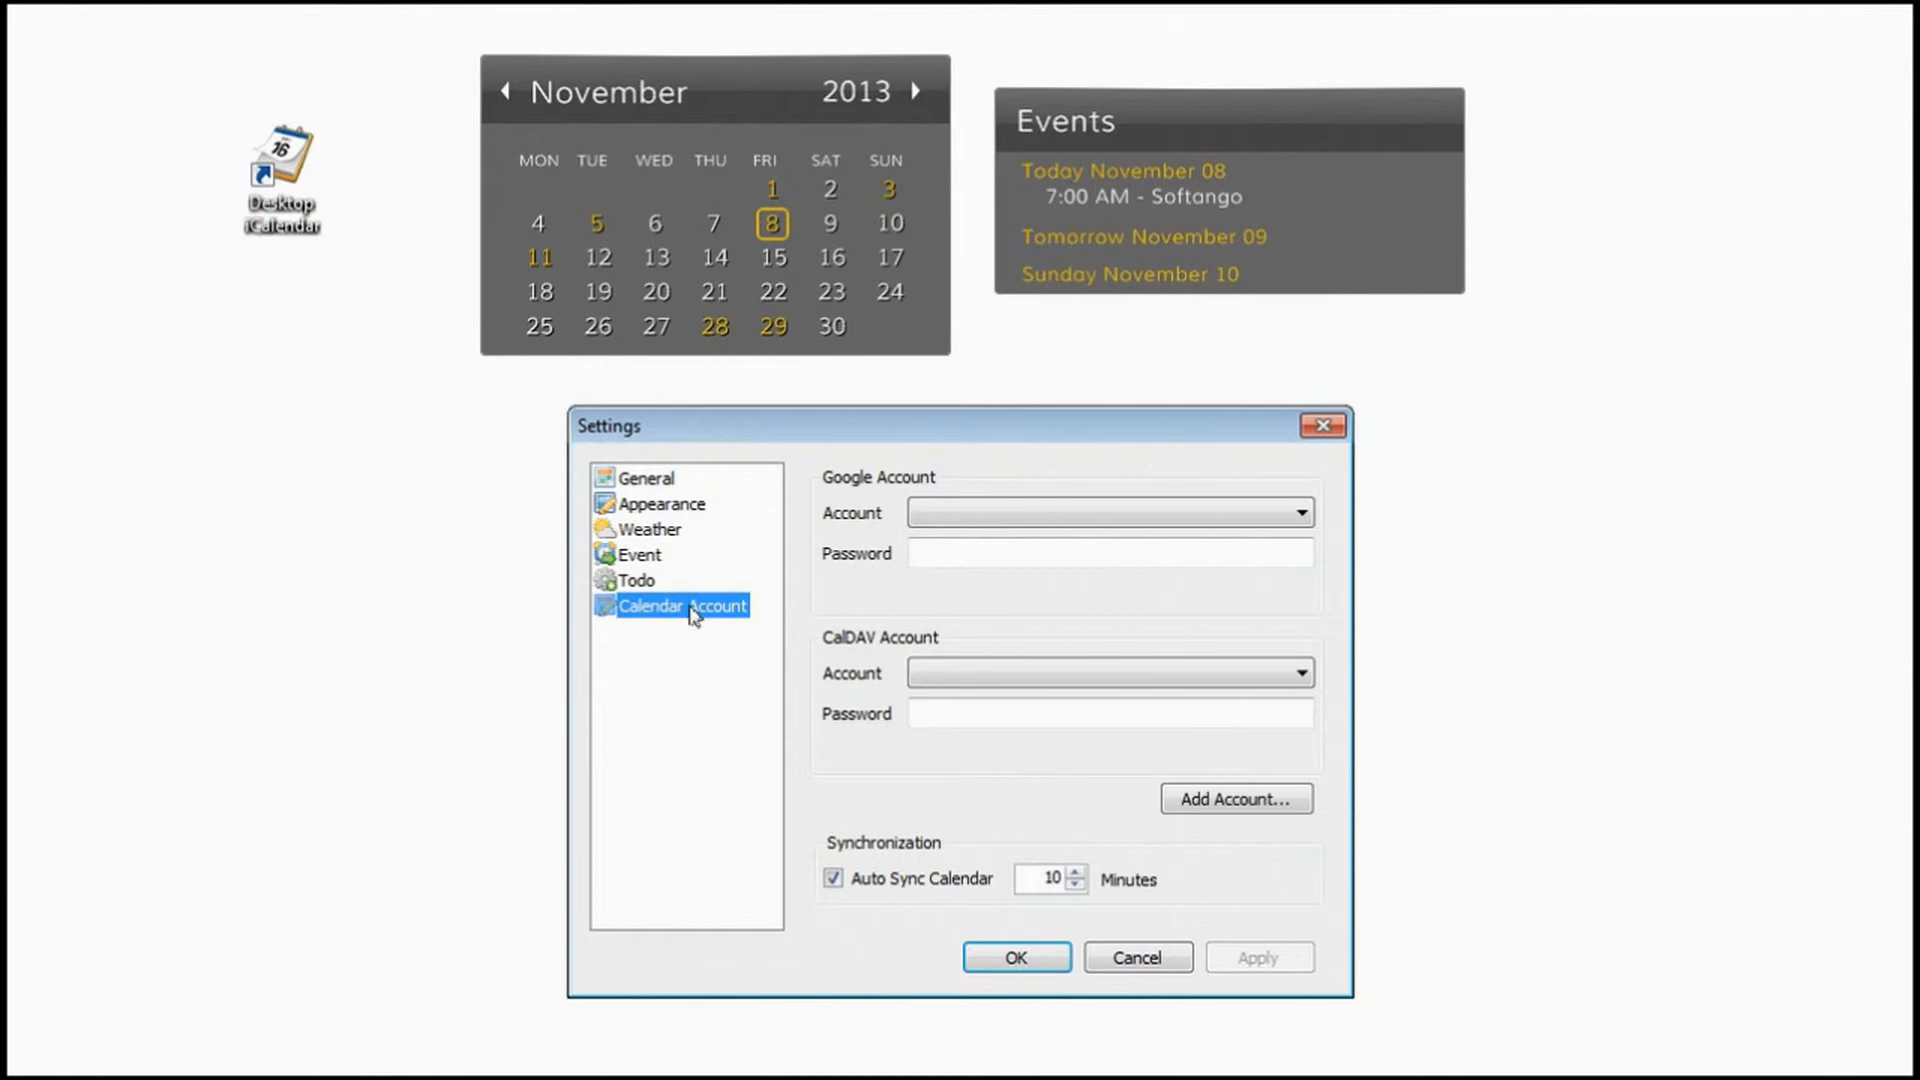 November 2013
MON TUE WED THU FRI SAT SUN
1 2 3
4 5 6 7 8 9 10
11 12 13 14 15 16 17
18 19 20 21 22 23 24
25 26 27 28 29 30
Events
Today November 08
7:00 AM - Softango
Tomorrow November 09
Sunday November 10
16
Desktop
iCalendar
Settings
General
Appearance
Weather
Event
Todo
Calendar Account
Google Account
Account
Password
CalDAV Account
Account
Password
Add Account...
Synchronization
Auto Sync Calendar 10 Minutes
OK Cancel Apply